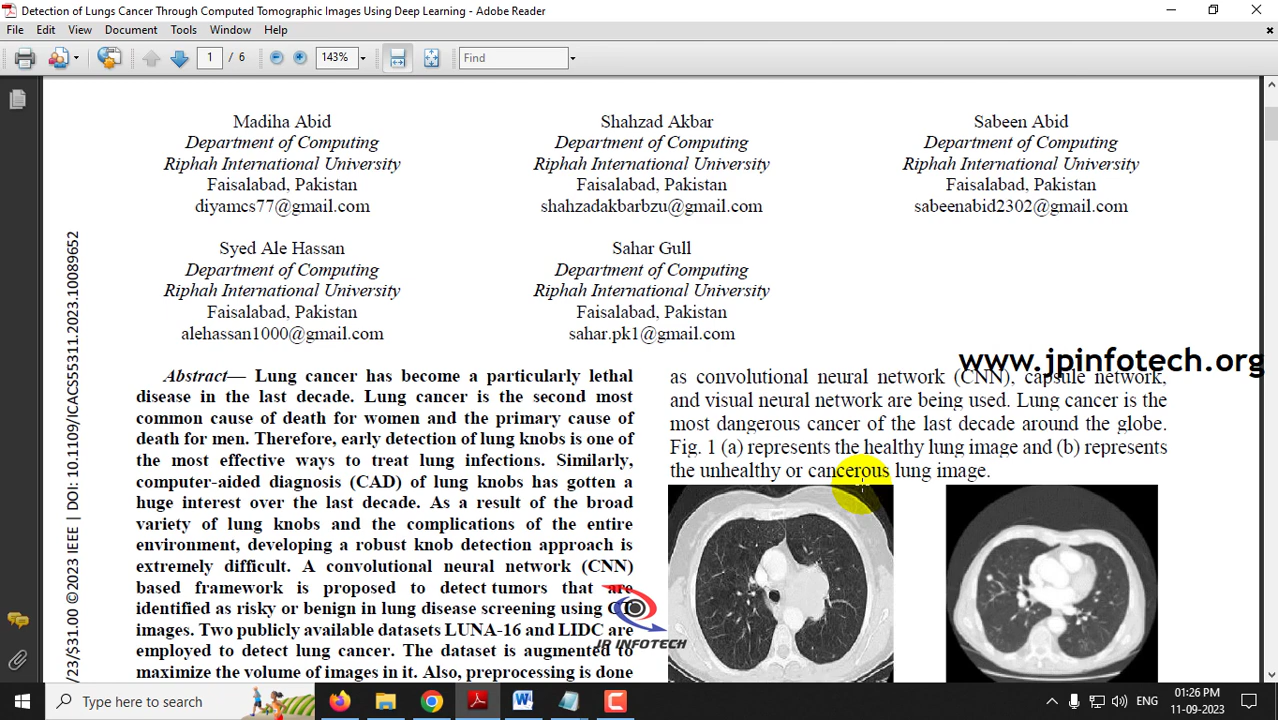 Detection of Lungs Cancer Through Computed Tomographic Images Using Deep Learning - Adobe Reader
File Edit View Document Tools Window Help
1 / 6 143% Find
Madiha Abid
Department of Computing
Riphah International University
Faisalabad, Pakistan
diyamcs77@gmail.com
Shahzad Akbar
Department of Computing
Riphah International University
Faisalabad, Pakistan
shahzadakbarbzu@gmail.com
Sabeen Abid
Department of Computing
Riphah International University
Faisalabad, Pakistan
sabeenabid2302@gmail.com
Syed Ale Hassan
Department of Computing
Riphah International University
Faisalabad, Pakistan
alehassan1000@gmail.com
Sahar Gull
Department of Computing
Riphah International University
Faisalabad, Pakistan
sahar.pk1@gmail.com
/23/$31.00 ©2023 IEEE | DOI: 10.1109/ICACS55311.2023.10089652
Abstract— Lung cancer has become a particularly lethal
disease in the last decade. Lung cancer is the second most
common cause of death for women and the primary cause of
death for men. Therefore, early detection of lung knobs is one of
the most effective ways to treat lung infections. Similarly,
computer-aided diagnosis (CAD) of lung knobs has gotten a
huge interest over the last decade. As a result of the broad
variety of lung knobs and the complications of the entire
environment, developing a robust knob detection approach is
extremely difficult. A convolutional neural network (CNN)
based framework is proposed to detect tumors that are
identified as risky or benign in lung disease screening using CT
images. Two publicly available datasets LUNA-16 and LIDC are
employed to detect lung cancer. The dataset is augmented to
maximize the volume of images in it. Also, preprocessing is done
www.jpinfotech.org
as convolutional neural network (CNN), capsule network,
and visual neural network are being used. Lung cancer is the
most dangerous cancer of the last decade around the globe.
Fig. 1 (a) represents the healthy lung image and (b) represents
the unhealthy or cancerous lung image.
JP INFOTECH
Type here to search
ENG
01:26 PM
11-09-2023